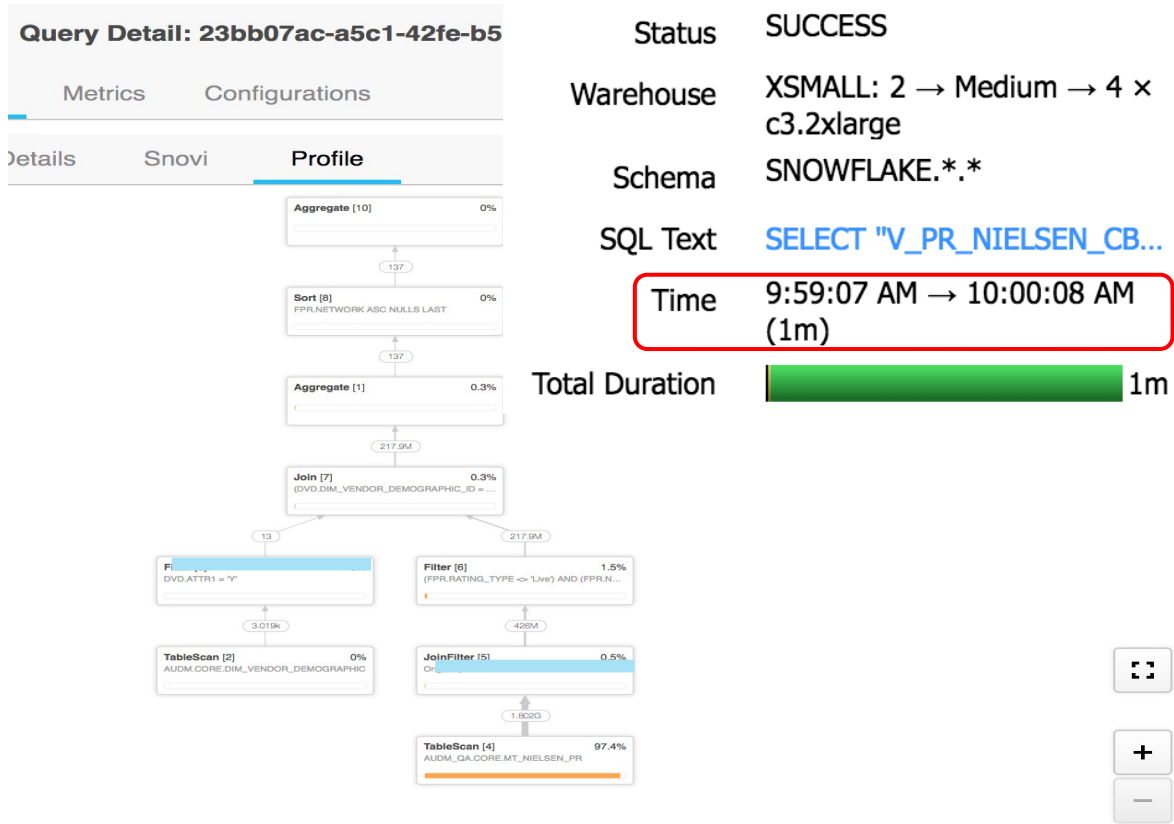 Query Detail: 23bb07ac-a5c1-42fe-b5
Metrics Configurations
Details Snovi Profile
Aggregate [10] 0%
137
Sort [8] 0%
FPR.NETWORK ASC NULLS LAST
137
Aggregate [1] 0.3%
217.9M
Join [7] 0.3%
(DVD.DIM_VENDOR_DEMOGRAPHIC_ID = ...
13
217.9M
DVD.ATTR1 = 'Y'
Filter [6] 1.5%
(FPR.RATING_TYPE <> 'Live') AND (FPR.N...
3.019k
426M
TableScan [2] 0%
AUDM.CORE.DIM_VENDOR_DEMOGRAPHIC
JoinFilter [5] 0.5%
1.802G
TableScan [4] 97.4%
AUDM_QA.CORE.MT_NIELSEN_PR
Status SUCCESS
Warehouse XSMALL: 2 → Medium → 4 ×
c3.2xlarge
Schema SNOWFLAKE.*.*
SQL Text SELECT "V_PR_NIELSEN_CB...
Time 9:59:07 AM → 10:00:08 AM
(1m)
Total Duration 1m
+
−